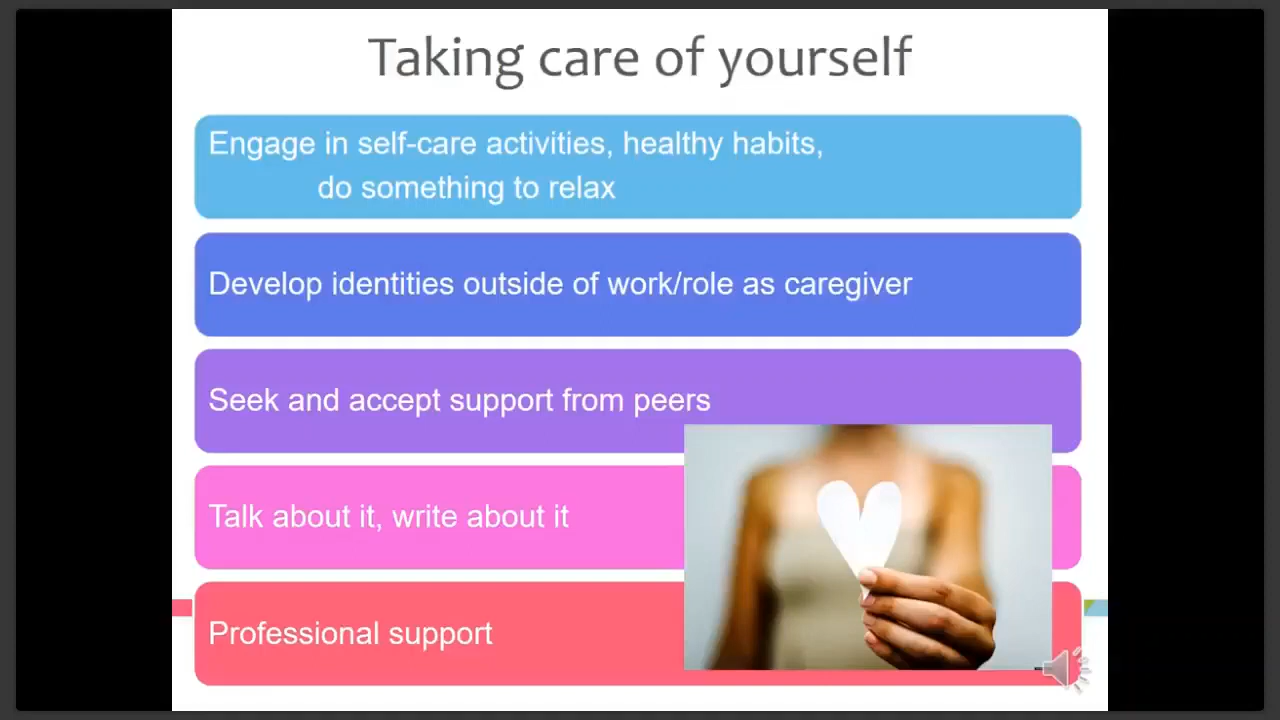 Taking care of yourself
Engage in self-care activities, healthy habits,
do something to relax
Develop identities outside of work/role as caregiver
Seek and accept support from peers
Talk about it, write about it
Professional support